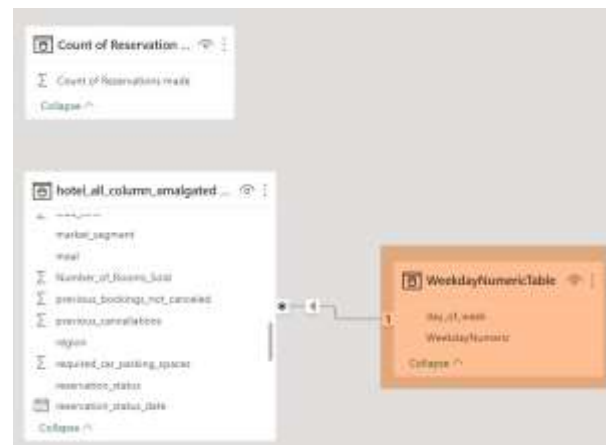 Count of Reservation ...
Count of Reservations made
Collapse ^
hotel_all_column_amalgated ...
market_segment
meal
Number_of_Rooms_Sold
previous_bookings_not_canceled
previous_cancellations
region
required_car_parking_spaces
reservation_status
reservation_status_date
Collapse ^
* 1
WeekdayNumericTable
day_of_week
WeekdayNumeric
Collapse ^